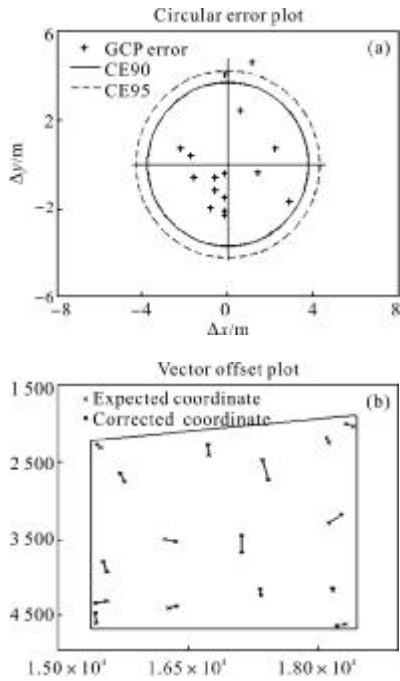 Circular error plot
6
GCP error
(a)
CE90
4
CE95
2
0
Δy/m
−2
−6
−4
0
4
8
Δx/m
Vector offset plot
1 500
Expected coordinate
(b)
Corrected coordinate
2 500
3 500
4 500
1.50 × 10⁴
1.65 × 10⁴
1.80 × 10⁴